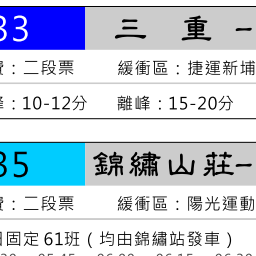 33 三重-
費：二段票 緩衝區：捷運新埔
峰：10-12分 離峰：15-20分
35 錦繡山莊-
費：二段票 緩衝區：陽光運動
日固定 61班（均由錦繡站發車）